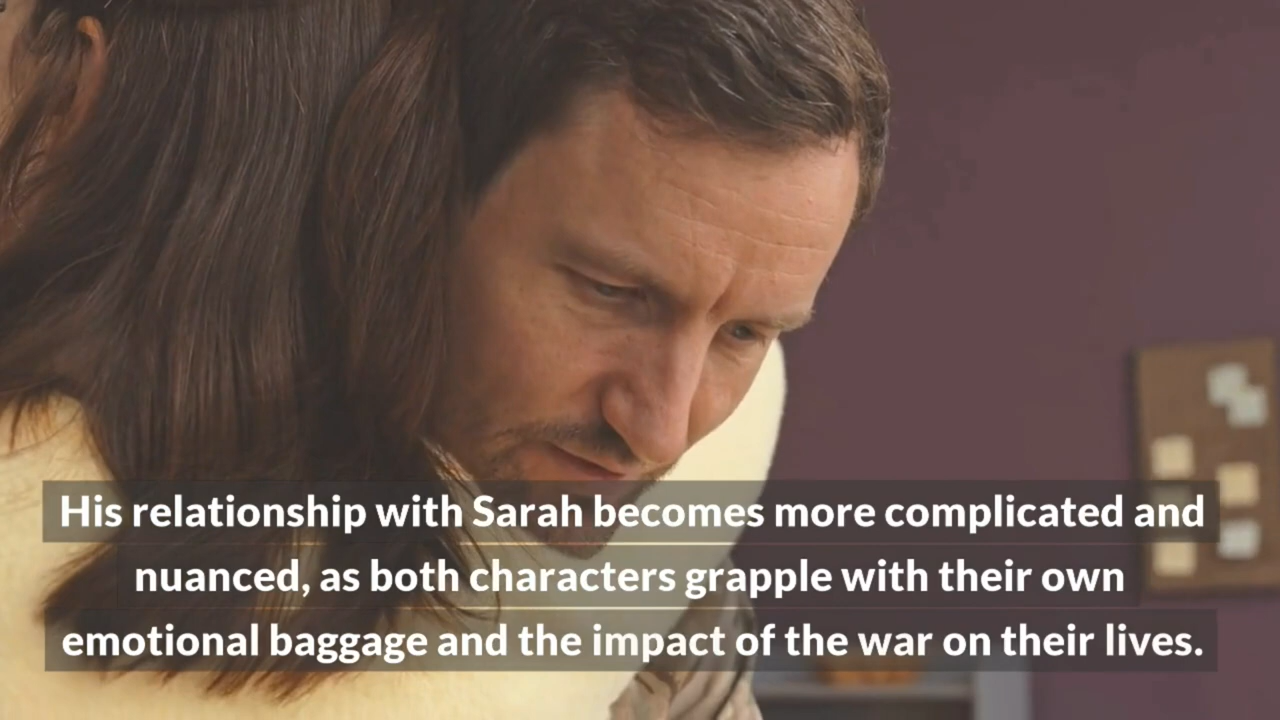 His relationship with Sarah becomes more complicated and
nuanced, as both characters grapple with their own
emotional baggage and the impact of the war on their lives.